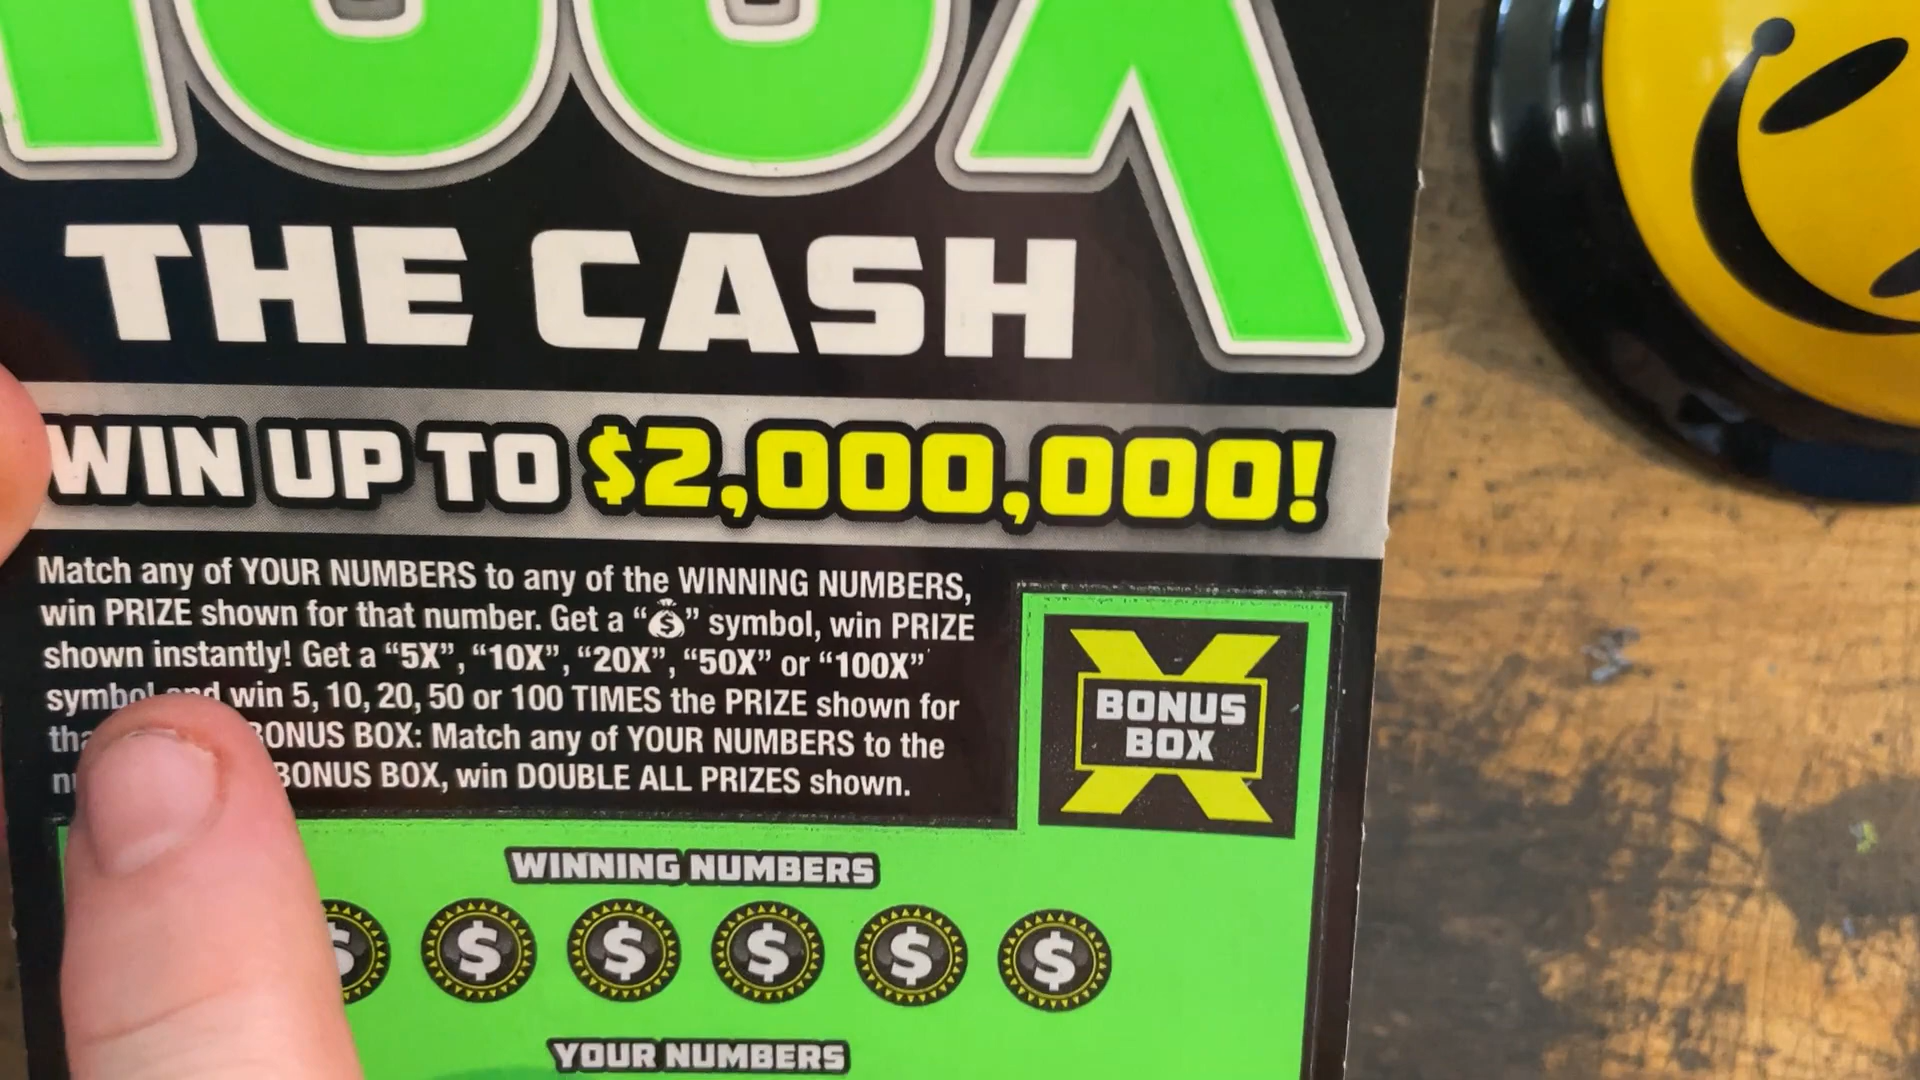 100X
THE CASH
WIN UP TO $2,000,000!
Match any of YOUR NUMBERS to any of the WINNING NUMBERS,
win PRIZE shown for that number. Get a “$” symbol, win PRIZE
shown instantly! Get a “5X”, “10X”, “20X”, “50X” or “100X”
symbol and win 5, 10, 20, 50 or 100 TIMES the PRIZE shown for
BONUS BOX: Match any of YOUR NUMBERS to the
BONUS BOX, win DOUBLE ALL PRIZES shown.
BONUS
BOX
WINNING NUMBERS
$ $ $ $ $ $
YOUR NUMBERS